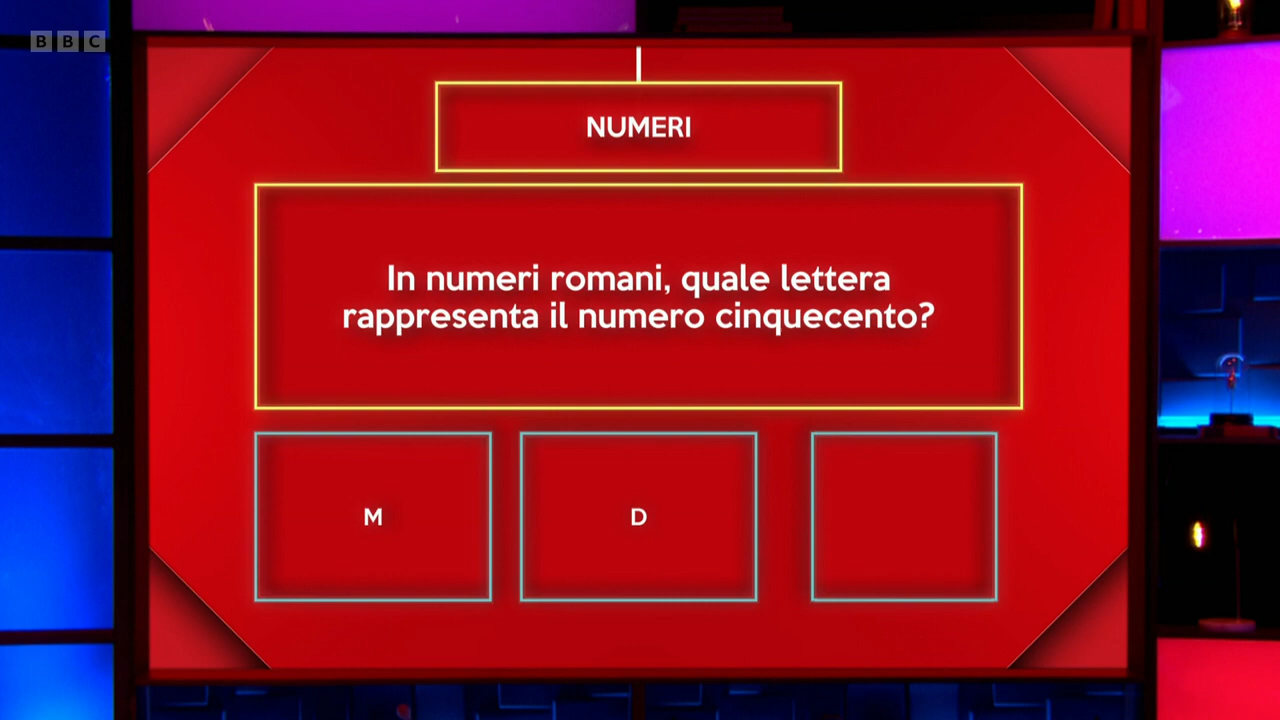 BBC
NUMERI
In numeri romani, quale lettera
rappresenta il numero cinquecento?
M
D